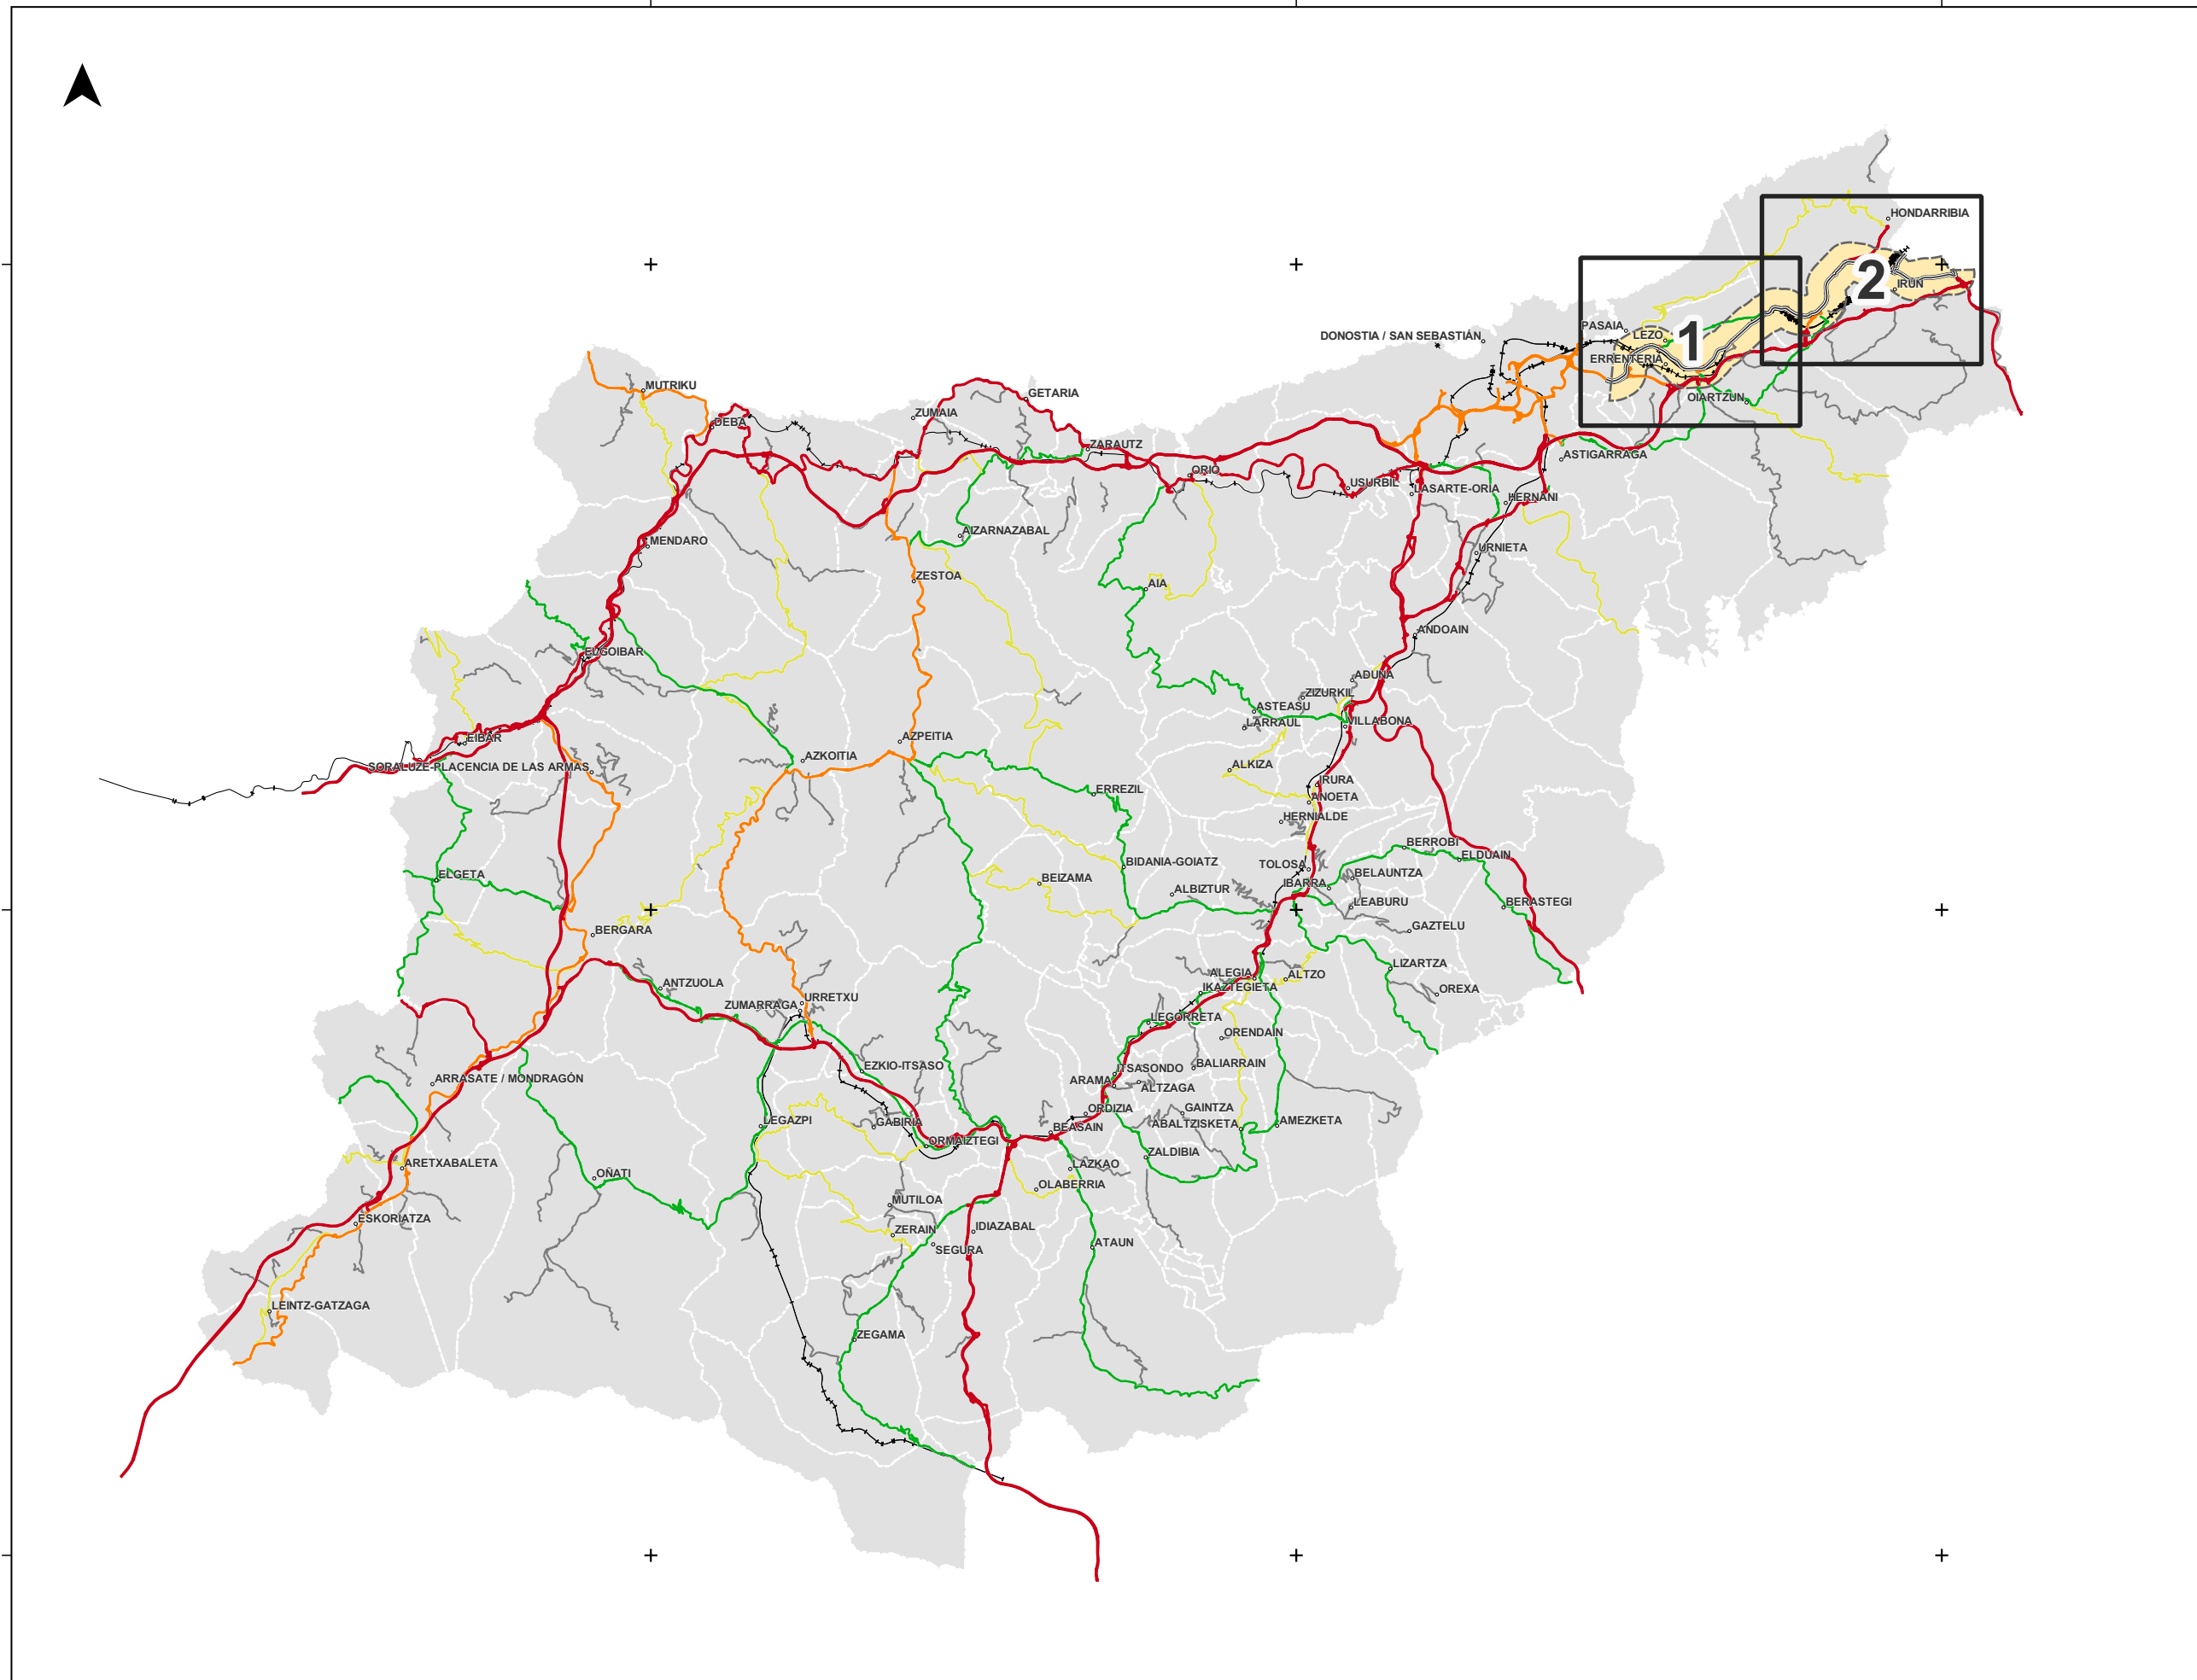 HONDARRIBIA
2
IRUN
PASAIA
LEZO
1
DONOSTIA / SAN SEBASTIÁN
ERRENTERIA
OIARTZUN
MUTRIKU
GETARIA
ZUMAIA
DEBA
ZARAUTZ
ASTIGARRAGA
ORIO
USURBIL
LASARTE-ORIA
HERNANI
AIZARNAZABAL
MENDARO
URNIETA
ZESTOA
AIA
ANDOAIN
ELGOIBAR
ADUNA
ZIZURKIL
ASTEASU
LARRAUL
VILLABONA
EIBAR
AZPEITIA
AZKOITIA
SORALUZE-PLACENCIA DE LAS ARMAS
ALKIZA
IRURA
ERREZIL
ANOETA
HERNIALDE
BERROBI
ELDUAIN
BIDANIA-GOIATZ
TOLOSA
ELGETA
BEIZAMA
BELAUNTZA
IBARRA
ALBIZTUR
LEABURU
BERASTEGI
GAZTELU
BERGARA
LIZARTZA
ALEGIA
ALTZO
ANTZUOLA
IKAZTEGIETA
OREXA
URRETXU
ZUMARRAGA
LEGORRETA
ORENDAIN
EZKIO-ITSASO
BALIARRAIN
ITSASONDO
ARRASATE / MONDRAGÓN
ARAMA
ALTZAGA
ORDIZIA
GAINTZA
LEGAZPI
GABIRIA
ABALTZISKETA
AMEZKETA
BEASAIN
ORMAIZTEGI
ZALDIBIA
ARETXABALETA
LAZKAO
OÑATI
OLABERRIA
MUTILOA
ESKORIATZA
IDIAZABAL
ZERAIN
ATAUN
SEGURA
LEINTZ-GATZAGA
ZEGAMA